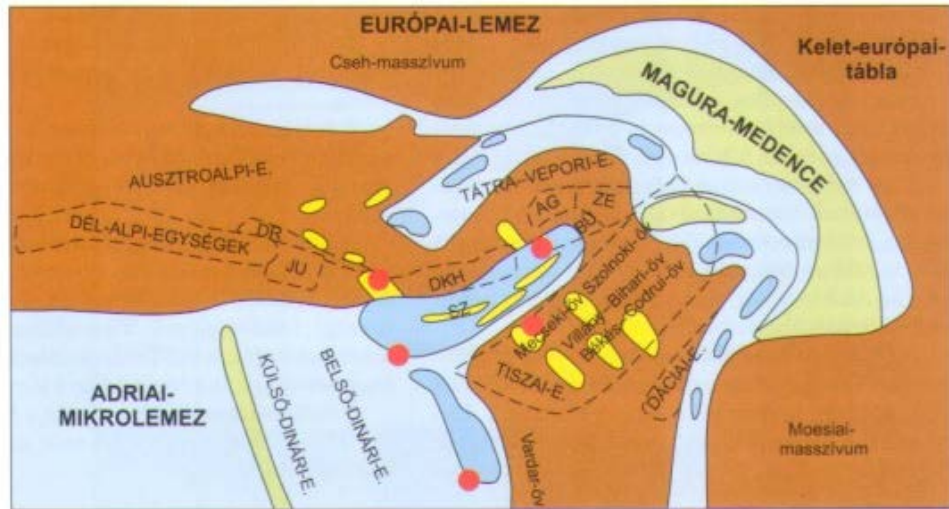 EURÓPAI-LEMEZ
Cseh-masszívum
Kelet-európai-
tábla
MAGURA-MEDENCE
AUSZTROALPI-E.
TÁTRA-VEPORI-E.
DÉL-ALPI-EGYSÉGEK
DR
JU
AG
ZE
BÜ
DKH
SZ
Szolnoki-öv
Mecseki-öv
Villány-Bihari-öv
Békés-Codrui-öv
TISZAI-E.
DÁCIAI-E.
ADRIAI-
MIKROLEMEZ
KÜLSŐ-DINÁRI-E.
BELSŐ-DINÁRI-E.
Vardar-öv
Moesiai-
masszívum